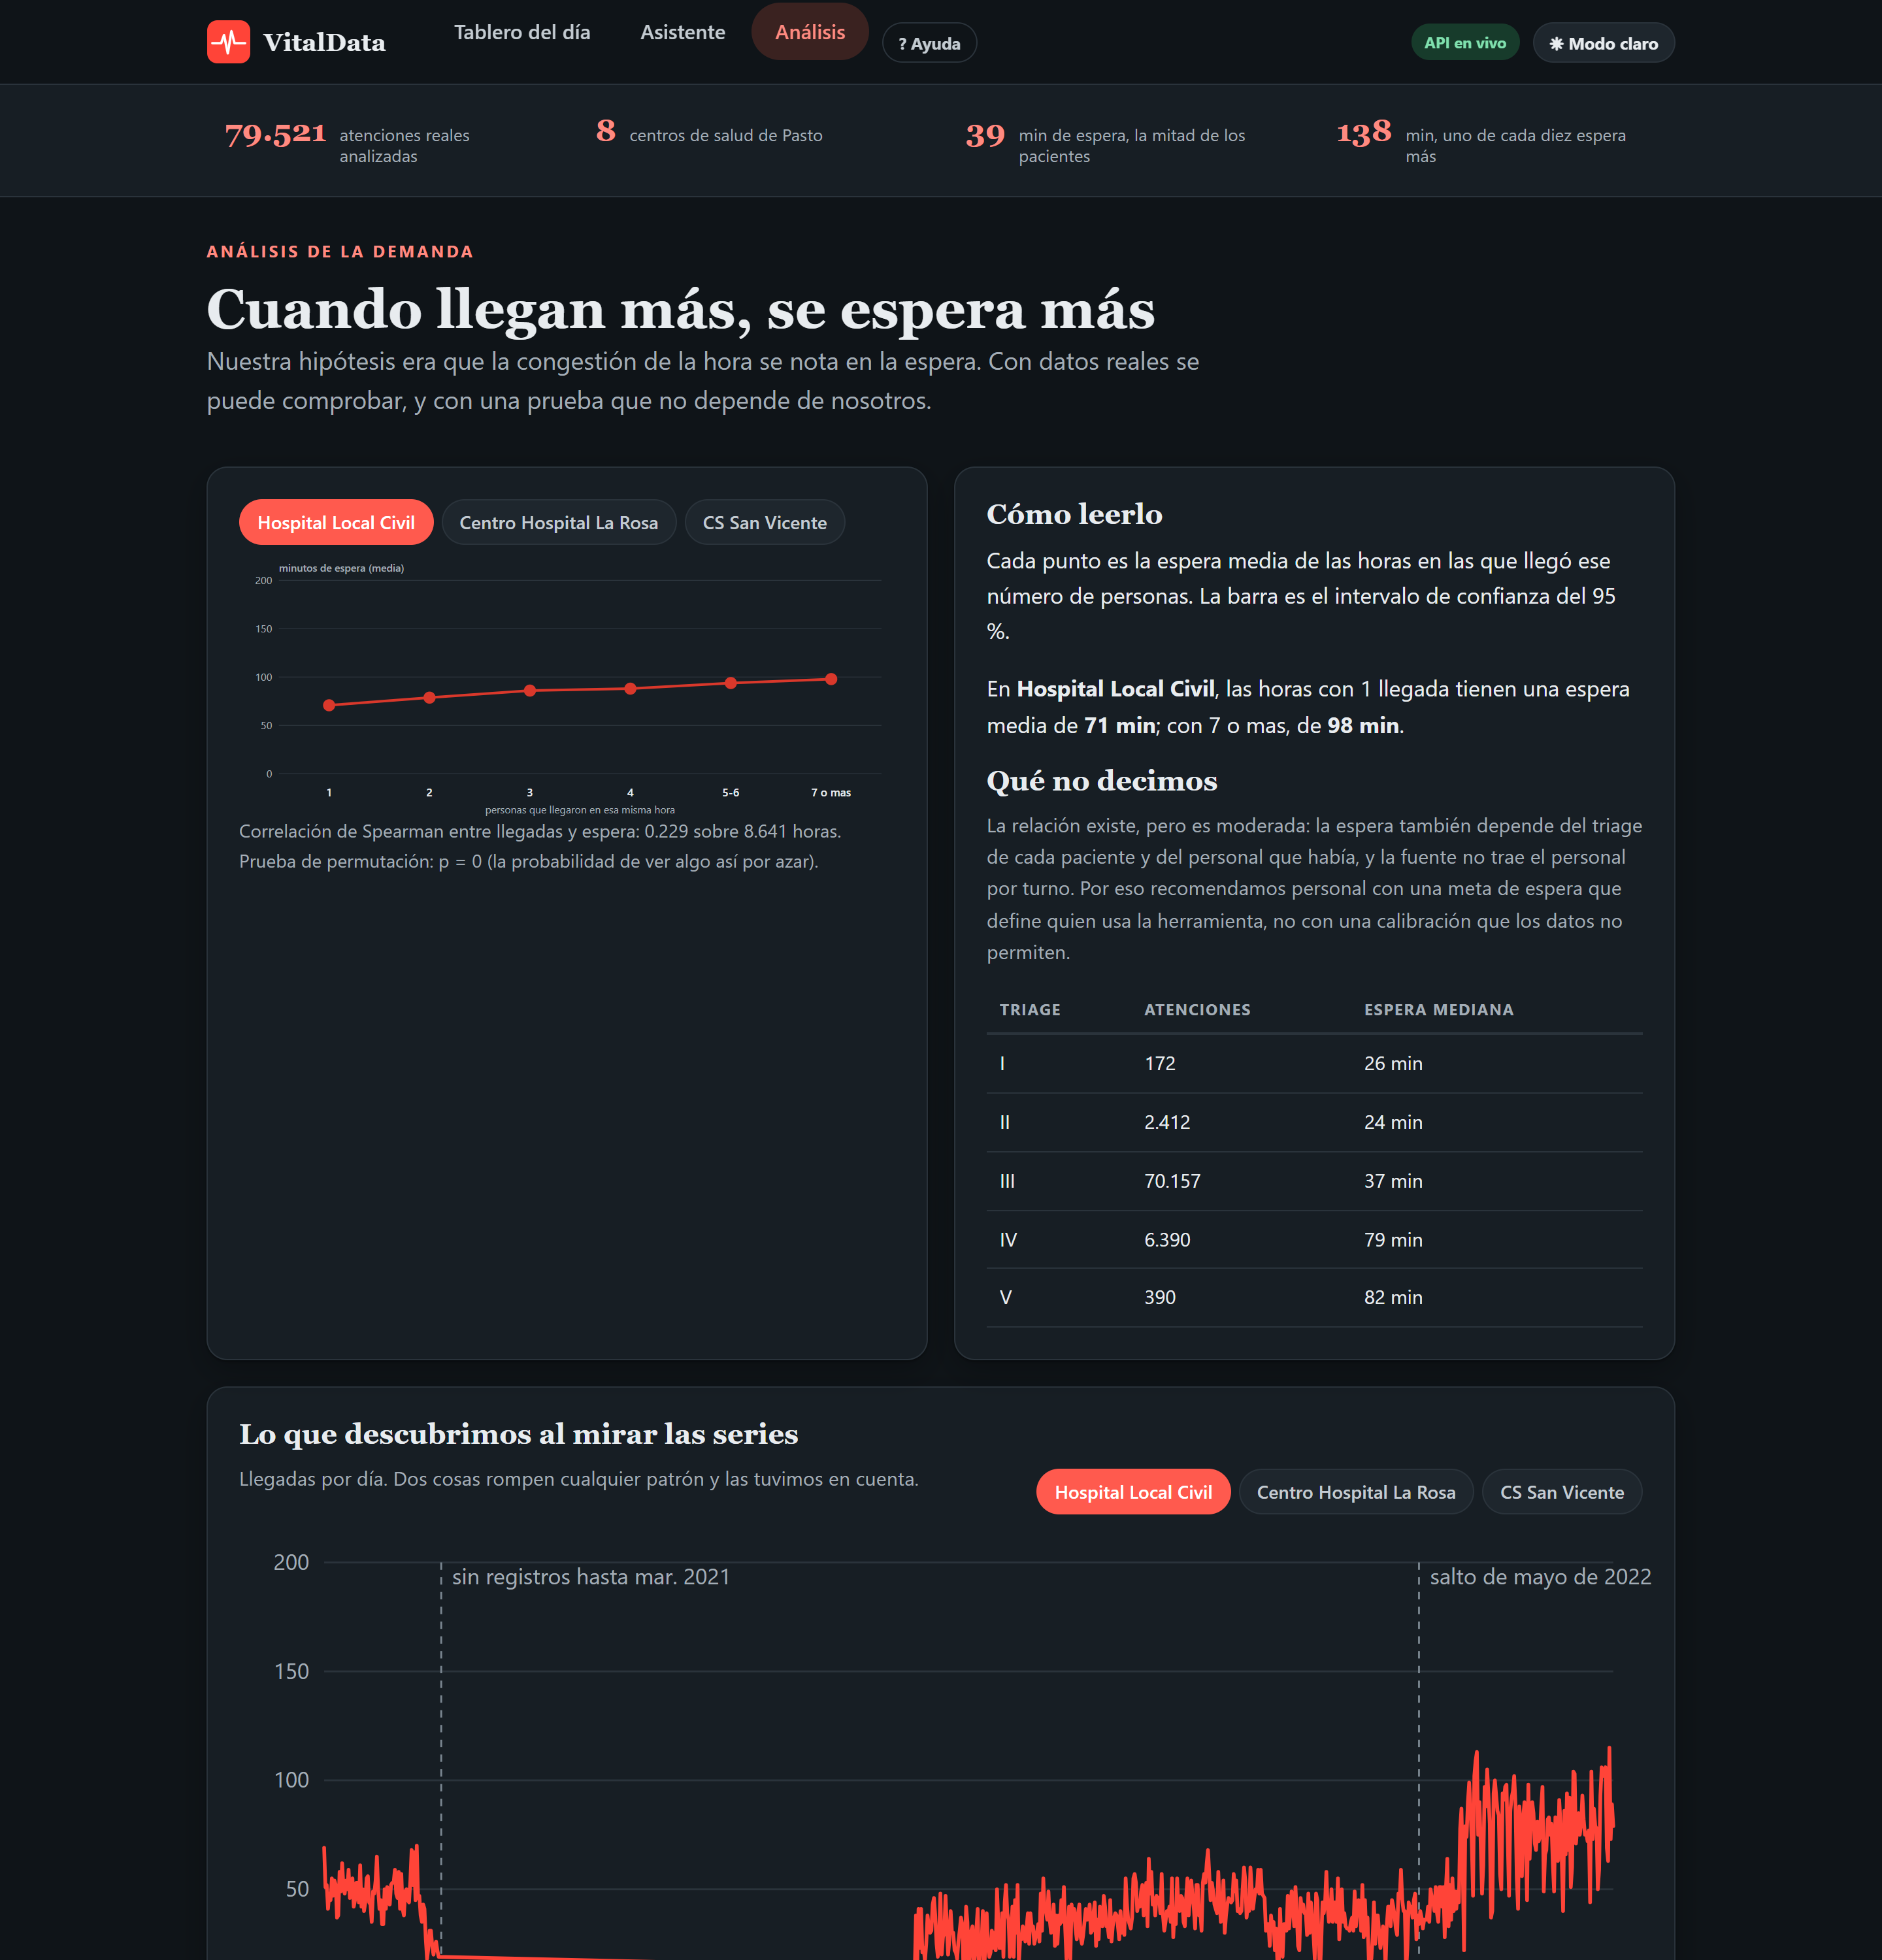 VitalData
Tablero del día
Asistente
Análisis
? Ayuda
API en vivo
Modo claro
79.521 atenciones reales
analizadas
8 centros de salud de Pasto
39 min de espera, la mitad de los
pacientes
138 min, uno de cada diez espera
más
ANÁLISIS DE LA DEMANDA
Cuando llegan más, se espera más
Nuestra hipótesis era que la congestión de la hora se nota en la espera. Con datos reales se
puede comprobar, y con una prueba que no depende de nosotros.
Hospital Local Civil
Centro Hospital La Rosa
CS San Vicente
minutos de espera (media)
200
150
100
50
0
1 2 3 4 5-6 7 o mas
personas que llegaron en esa misma hora
Correlación de Spearman entre llegadas y espera: 0.229 sobre 8.641 horas.
Prueba de permutación: p = 0 (la probabilidad de ver algo así por azar).
Cómo leerlo
Cada punto es la espera media de las horas en las que llegó ese
número de personas. La barra es el intervalo de confianza del 95
%.
En Hospital Local Civil, las horas con 1 llegada tienen una espera
media de 71 min; con 7 o mas, de 98 min.
Qué no decimos
La relación existe, pero es moderada: la espera también depende del triage
de cada paciente y del personal que había, y la fuente no trae el personal
por turno. Por eso recomendamos personal con una meta de espera que
define quien usa la herramienta, no con una calibración que los datos no
permiten.
TRIAGE ATENCIONES ESPERA MEDIANA
I 172 26 min
II 2.412 24 min
III 70.157 37 min
IV 6.390 79 min
V 390 82 min
Lo que descubrimos al mirar las series
Llegadas por día. Dos cosas rompen cualquier patrón y las tuvimos en cuenta.
Hospital Local Civil
Centro Hospital La Rosa
CS San Vicente
200
sin registros hasta mar. 2021
salto de mayo de 2022
150
100
50